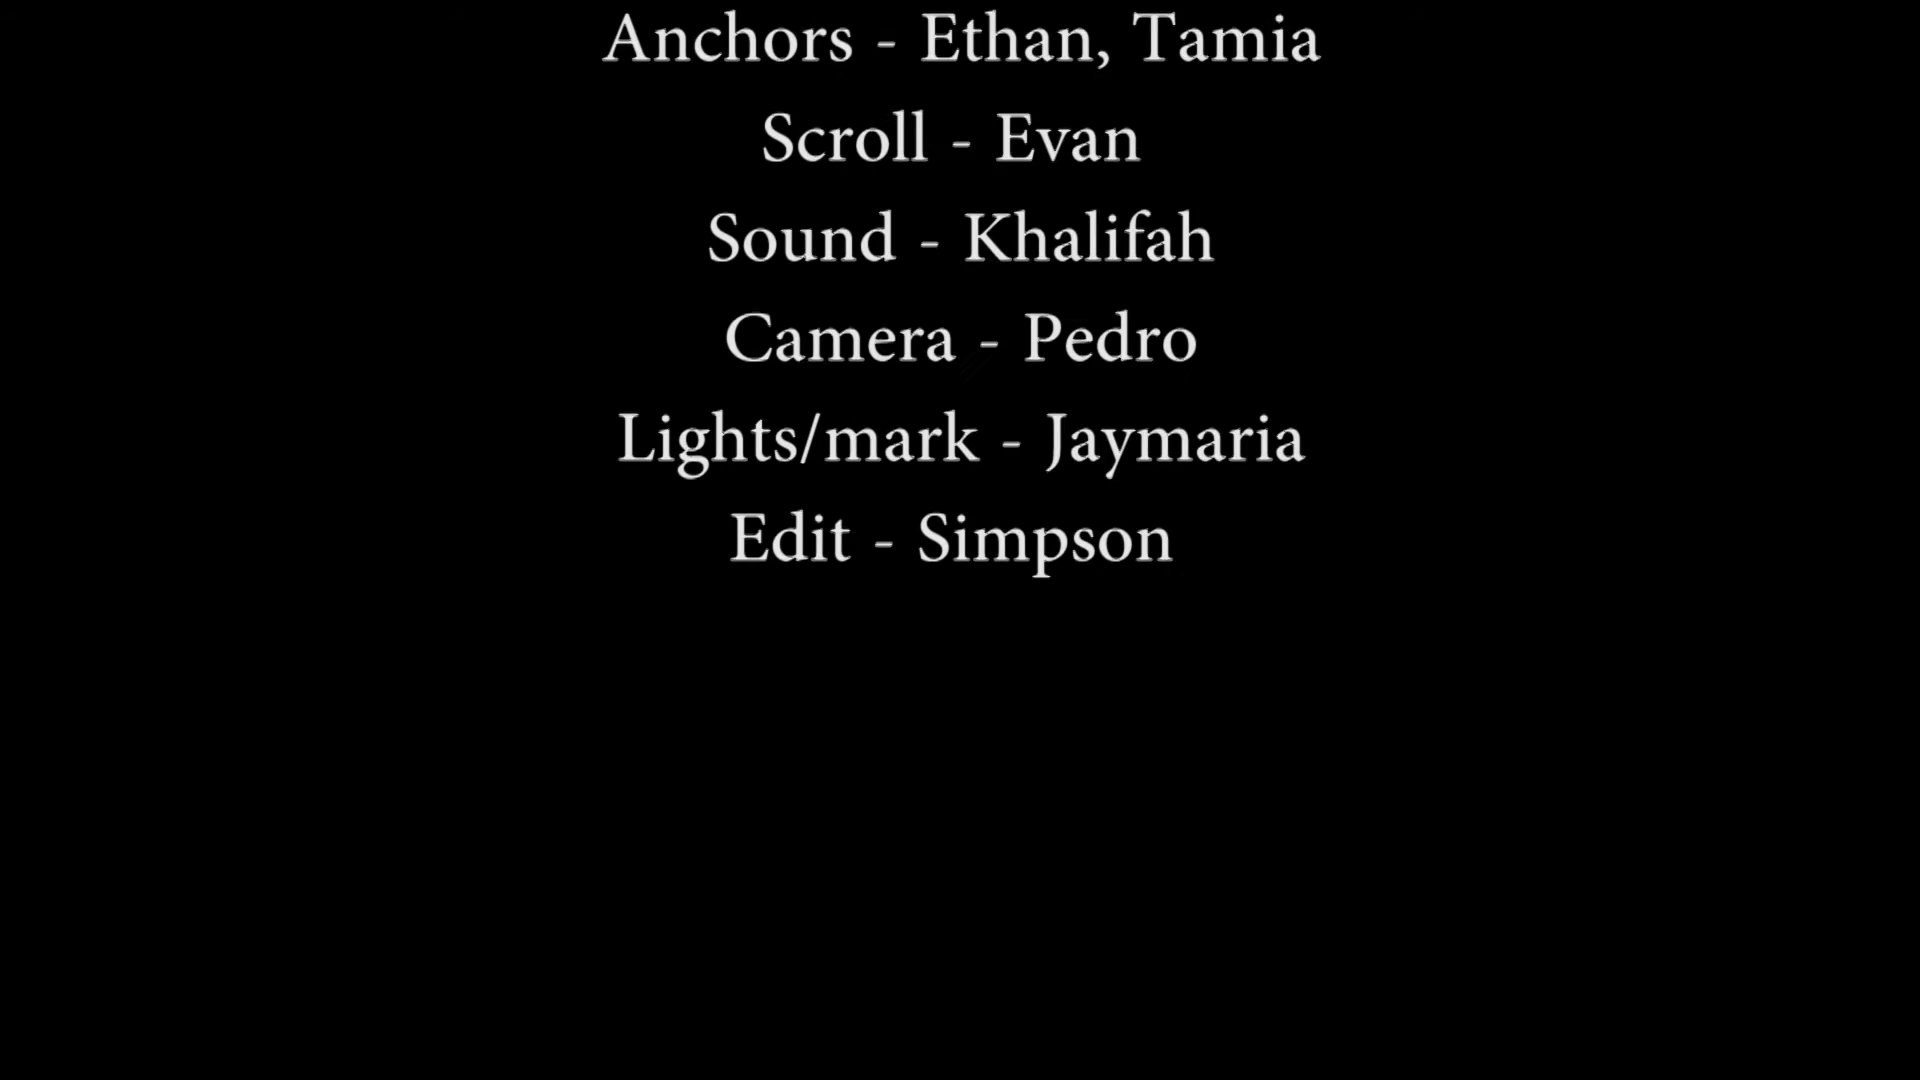 Anchors - Ethan, Tamia
Scroll - Evan
Sound - Khalifah
Camera - Pedro
Lights/mark - Jaymaria
Edit - Simpson